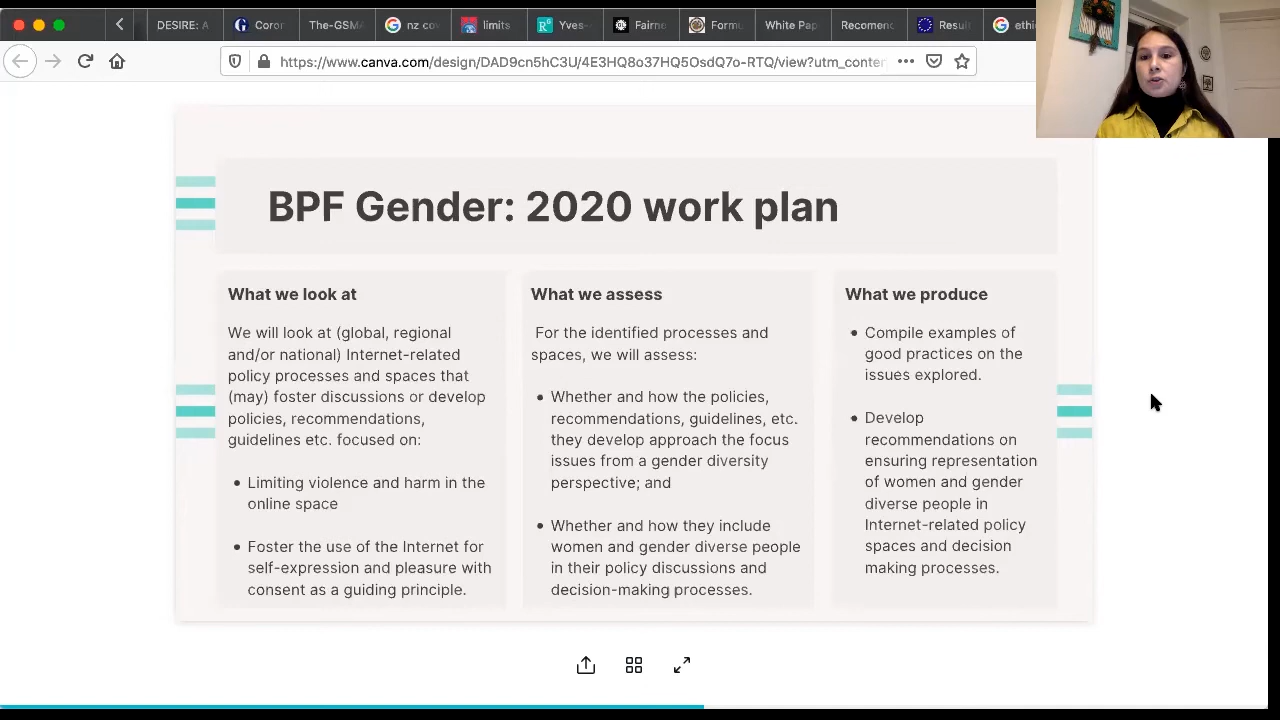 DESIRE: A
Coron
The-GSMA
nz cov
limits
Yves-
Fairne
Formu
White Pap
Recomend
Resul
ethi
https://www.canva.com/design/DAD9cn5hC3U/4E3HQ8o37HQ5OsdQ7o-RTQ/view?utm_conten
BPF Gender: 2020 work plan
What we look at
We will look at (global, regional
and/or national) Internet-related
policy processes and spaces that
(may) foster discussions or develop
policies, recommendations,
guidelines etc. focused on:
• Limiting violence and harm in the
online space
• Foster the use of the Internet for
self-expression and pleasure with
consent as a guiding principle.
What we assess
For the identified processes and
spaces, we will assess:
• Whether and how the policies,
recommendations, guidelines, etc.
they develop approach the focus
issues from a gender diversity
perspective; and
• Whether and how they include
women and gender diverse people
in their policy discussions and
decision-making processes.
What we produce
• Compile examples of
good practices on the
issues explored.
• Develop
recommendations on
ensuring representation
of women and gender
diverse people in
Internet-related policy
spaces and decision
making processes.